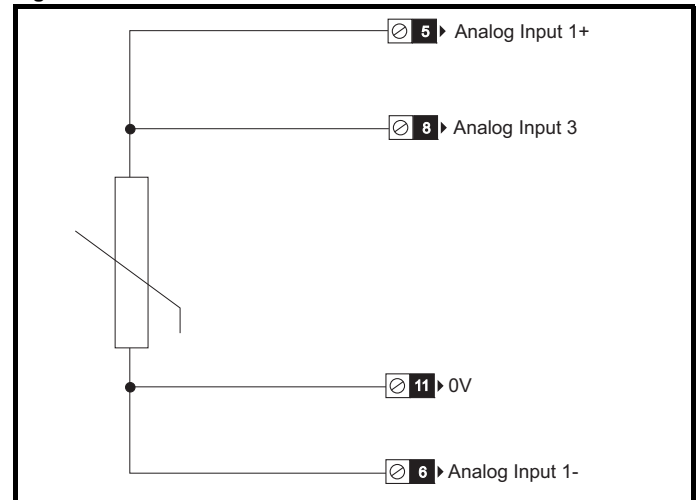 5 Analog Input 1+
8 Analog Input 3
11 0V
6 Analog Input 1-